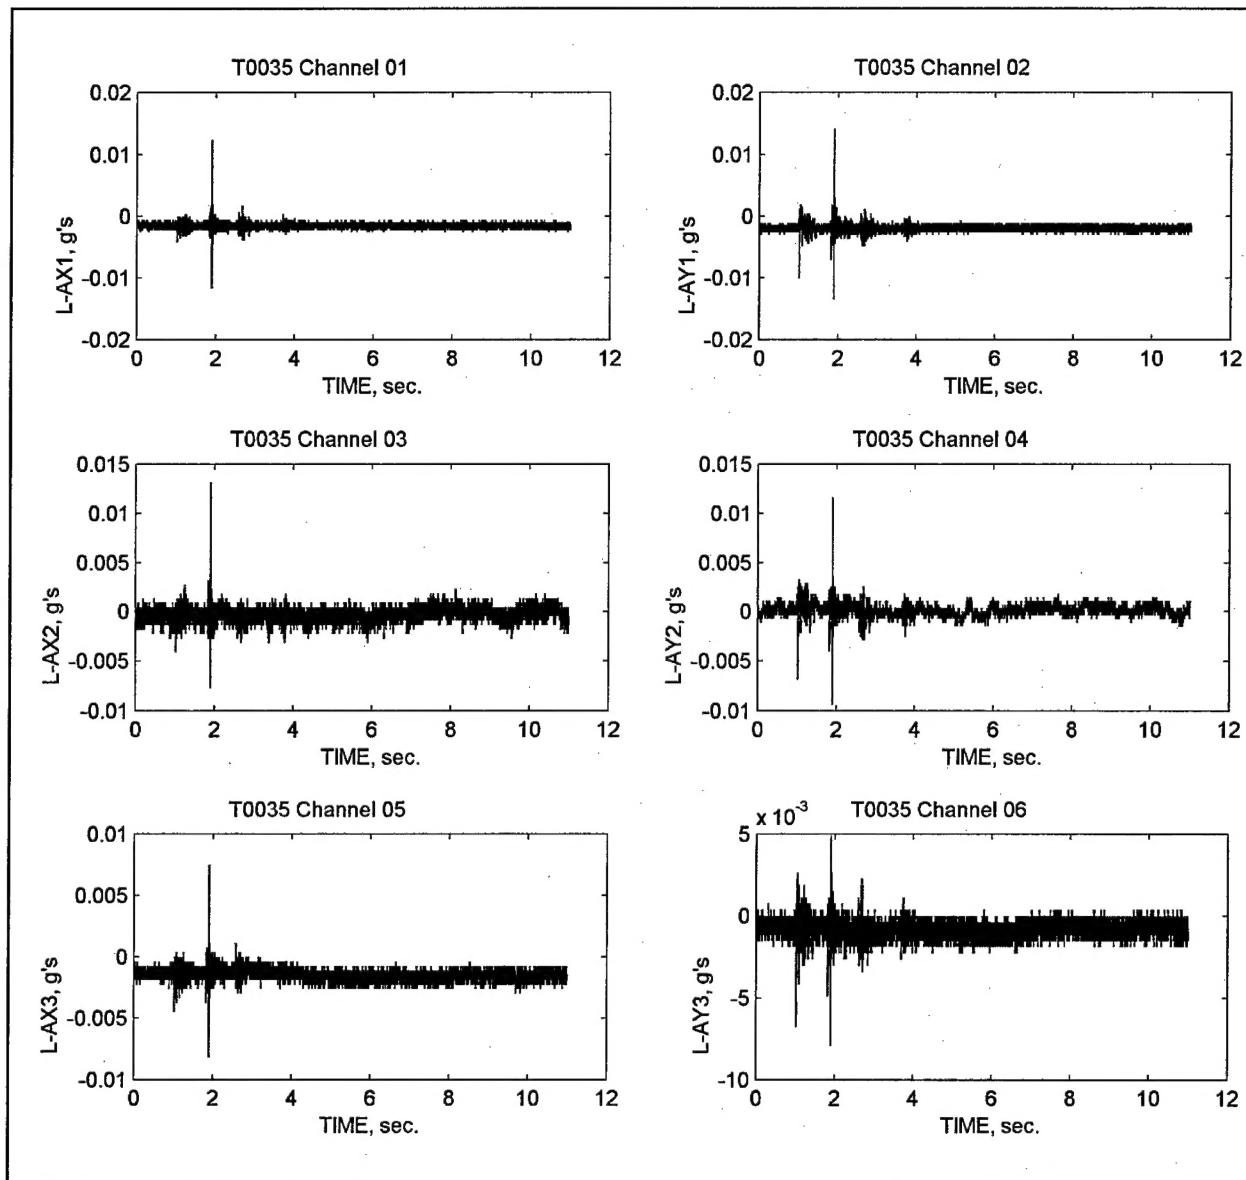 T0035 Channel 01
0.02
0.01
0
-0.01
-0.02
L-AX1, g's
0 2 4 6 8 10 12
TIME, sec.
T0035 Channel 02
0.02
0.01
0
-0.01
-0.02
L-AY1, g's
0 2 4 6 8 10 12
TIME, sec.
T0035 Channel 03
0.015
0.01
0.005
0
-0.005
-0.01
L-AX2, g's
0 2 4 6 8 10 12
TIME, sec.
T0035 Channel 04
0.015
0.01
0.005
0
-0.005
-0.01
L-AY2, g's
0 2 4 6 8 10 12
TIME, sec.
T0035 Channel 05
0.01
0.005
0
-0.005
-0.01
L-AX3, g's
0 2 4 6 8 10 12
TIME, sec.
x 10-3 T0035 Channel 06
5
0
-5
-10
L-AY3, g's
0 2 4 6 8 10 12
TIME, sec.